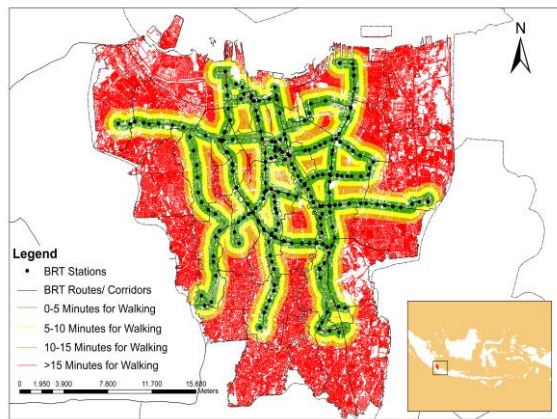 N
Legend
BRT Stations
BRT Routes/ Corridors
0-5 Minutes for Walking
5-10 Minutes for Walking
10-15 Minutes for Walking
>15 Minutes for Walking
0 1.950 3.900 7.800 11.700 15.600
Meters